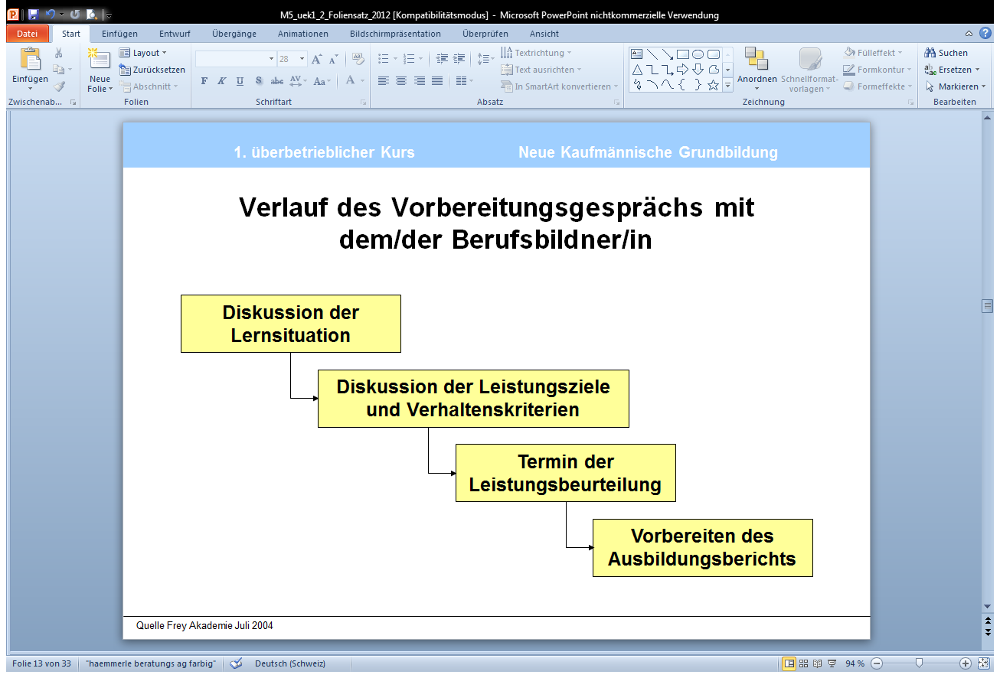 M5_uek1_2_Foliensatz_2012 [Kompatibilitätsmodus] - Microsoft PowerPoint nichtkommerzielle Verwendung
Datei Start Einfügen Entwurf Übergänge Animationen Bildschirmpräsentation Überprüfen Ansicht
Einfügen
Zwischenab...
Neue Folie
Layout
Zurücksetzen
Abschnitt
Folien
28
F K U S abc AV Aa A
Schriftart
Textrichtung
Text ausrichten
In SmartArt konvertieren
Absatz
Anordnen
Schnellformat-
vorlagen
Fülleffekt
Formkontur
Formeffekte
Zeichnung
Suchen
Ersetzen
Markieren
Bearbeiten
1. überbetrieblicher Kurs Neue Kaufmännische Grundbildung
Verlauf des Vorbereitungsgesprächs mit
dem/der Berufsbildner/in
Diskussion der
Lernsituation
Diskussion der Leistungsziele
und Verhaltenskriterien
Termin der
Leistungsbeurteilung
Vorbereiten des
Ausbildungsberichts
Quelle Frey Akademie Juli 2004
Folie 13 von 33 "haemmerle beratungs ag farbig" Deutsch (Schweiz) 94 %